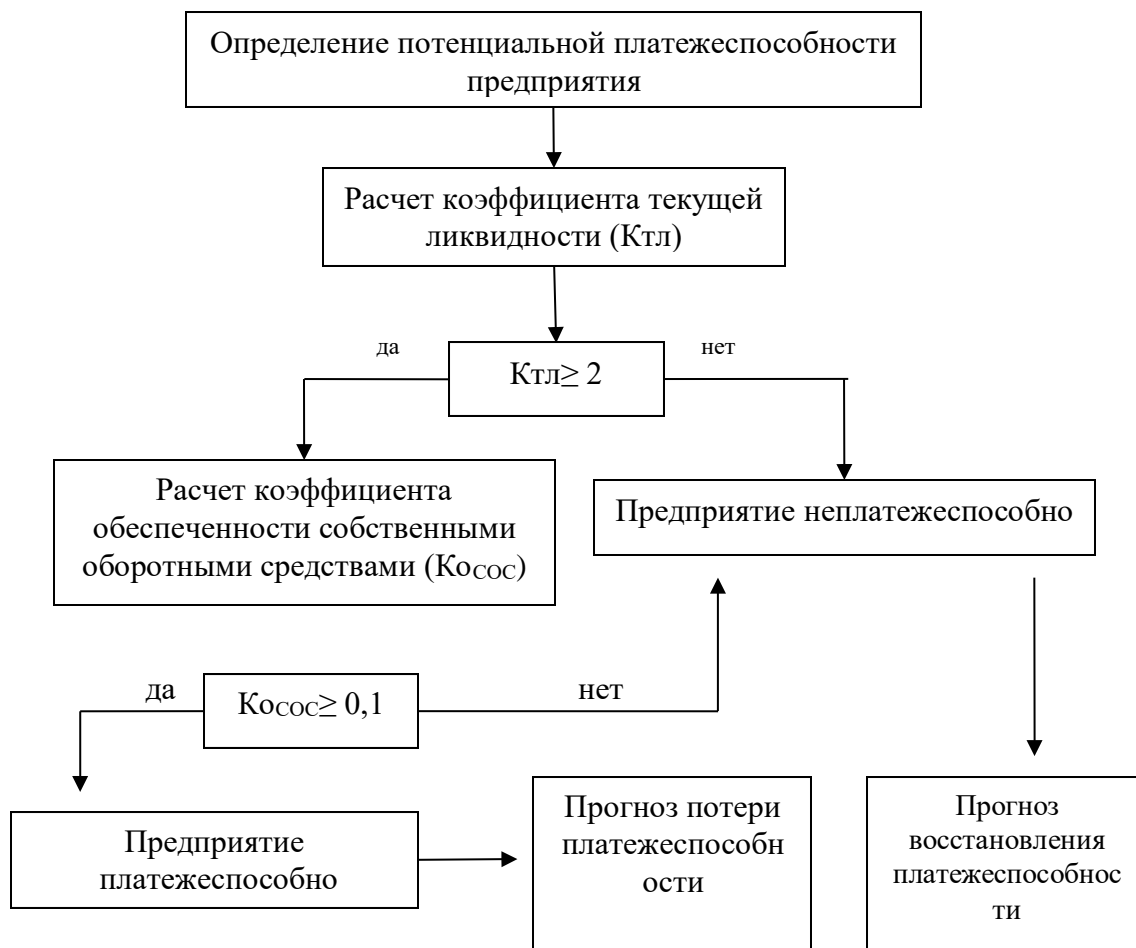 Определение потенциальной платежеспособности
предприятия
Расчет коэффициента текущей
ликвидности (Ктл)
да
нет
Ктл≥ 2
Расчет коэффициента
обеспеченности собственными
оборотными средствами (КоСОС)
Предприятие неплатежеспособно
да
КоСОС≥ 0,1
нет
Предприятие
платежеспособно
Прогноз потери
платежеспособн
ости
Прогноз
восстановления
платежеспособнос
ти